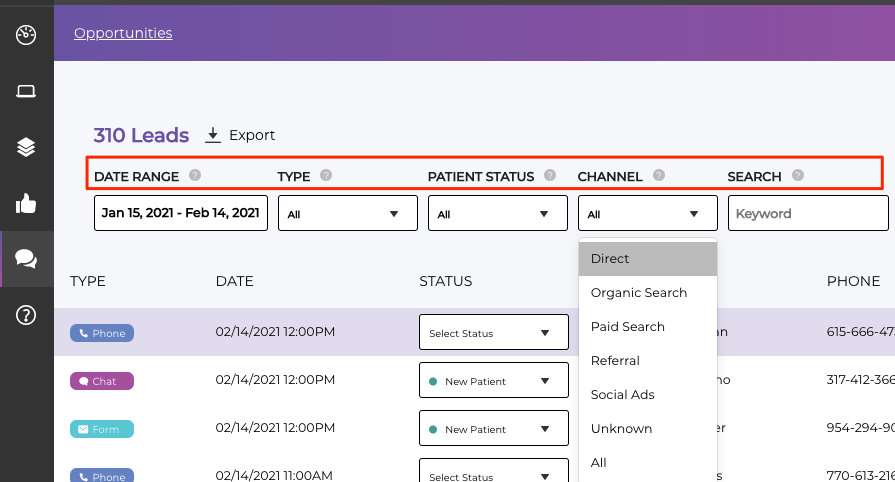 Opportunities
310 Leads Export
DATE RANGE ? TYPE ? PATIENT STATUS ? CHANNEL ? SEARCH ?
Jan 15, 2021 - Feb 14, 2021 All All All Keyword
Direct
TYPE DATE STATUS PHONE
Organic Search
Phone 02/14/2021 12:00PM Select Status Paid Search an 615-666-47
Referral
Chat 02/14/2021 12:00PM New Patient no 317-412-366
Social Ads
Form 02/14/2021 12:00PM New Patient Unknown er 954-294-90
All
Phone 02/14/2021 11:00AM Select Status s 770-613-216
?